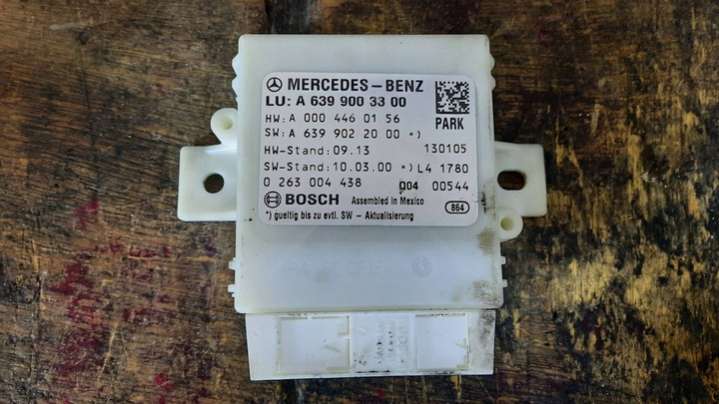 MERCEDES-BENZ
LU: A 639 900 33 00
HW: A 000 446 01 56
PARK
SW: A 639 902 20 00 *)
HW-Stand: 09.13 130105
SW-Stand: 10.03.00 *) L4 1780
0 263 004 438 004 00544
BOSCH Assembled in Mexico 864
*) gueltig bis zu evtl. SW - Aktualisierung